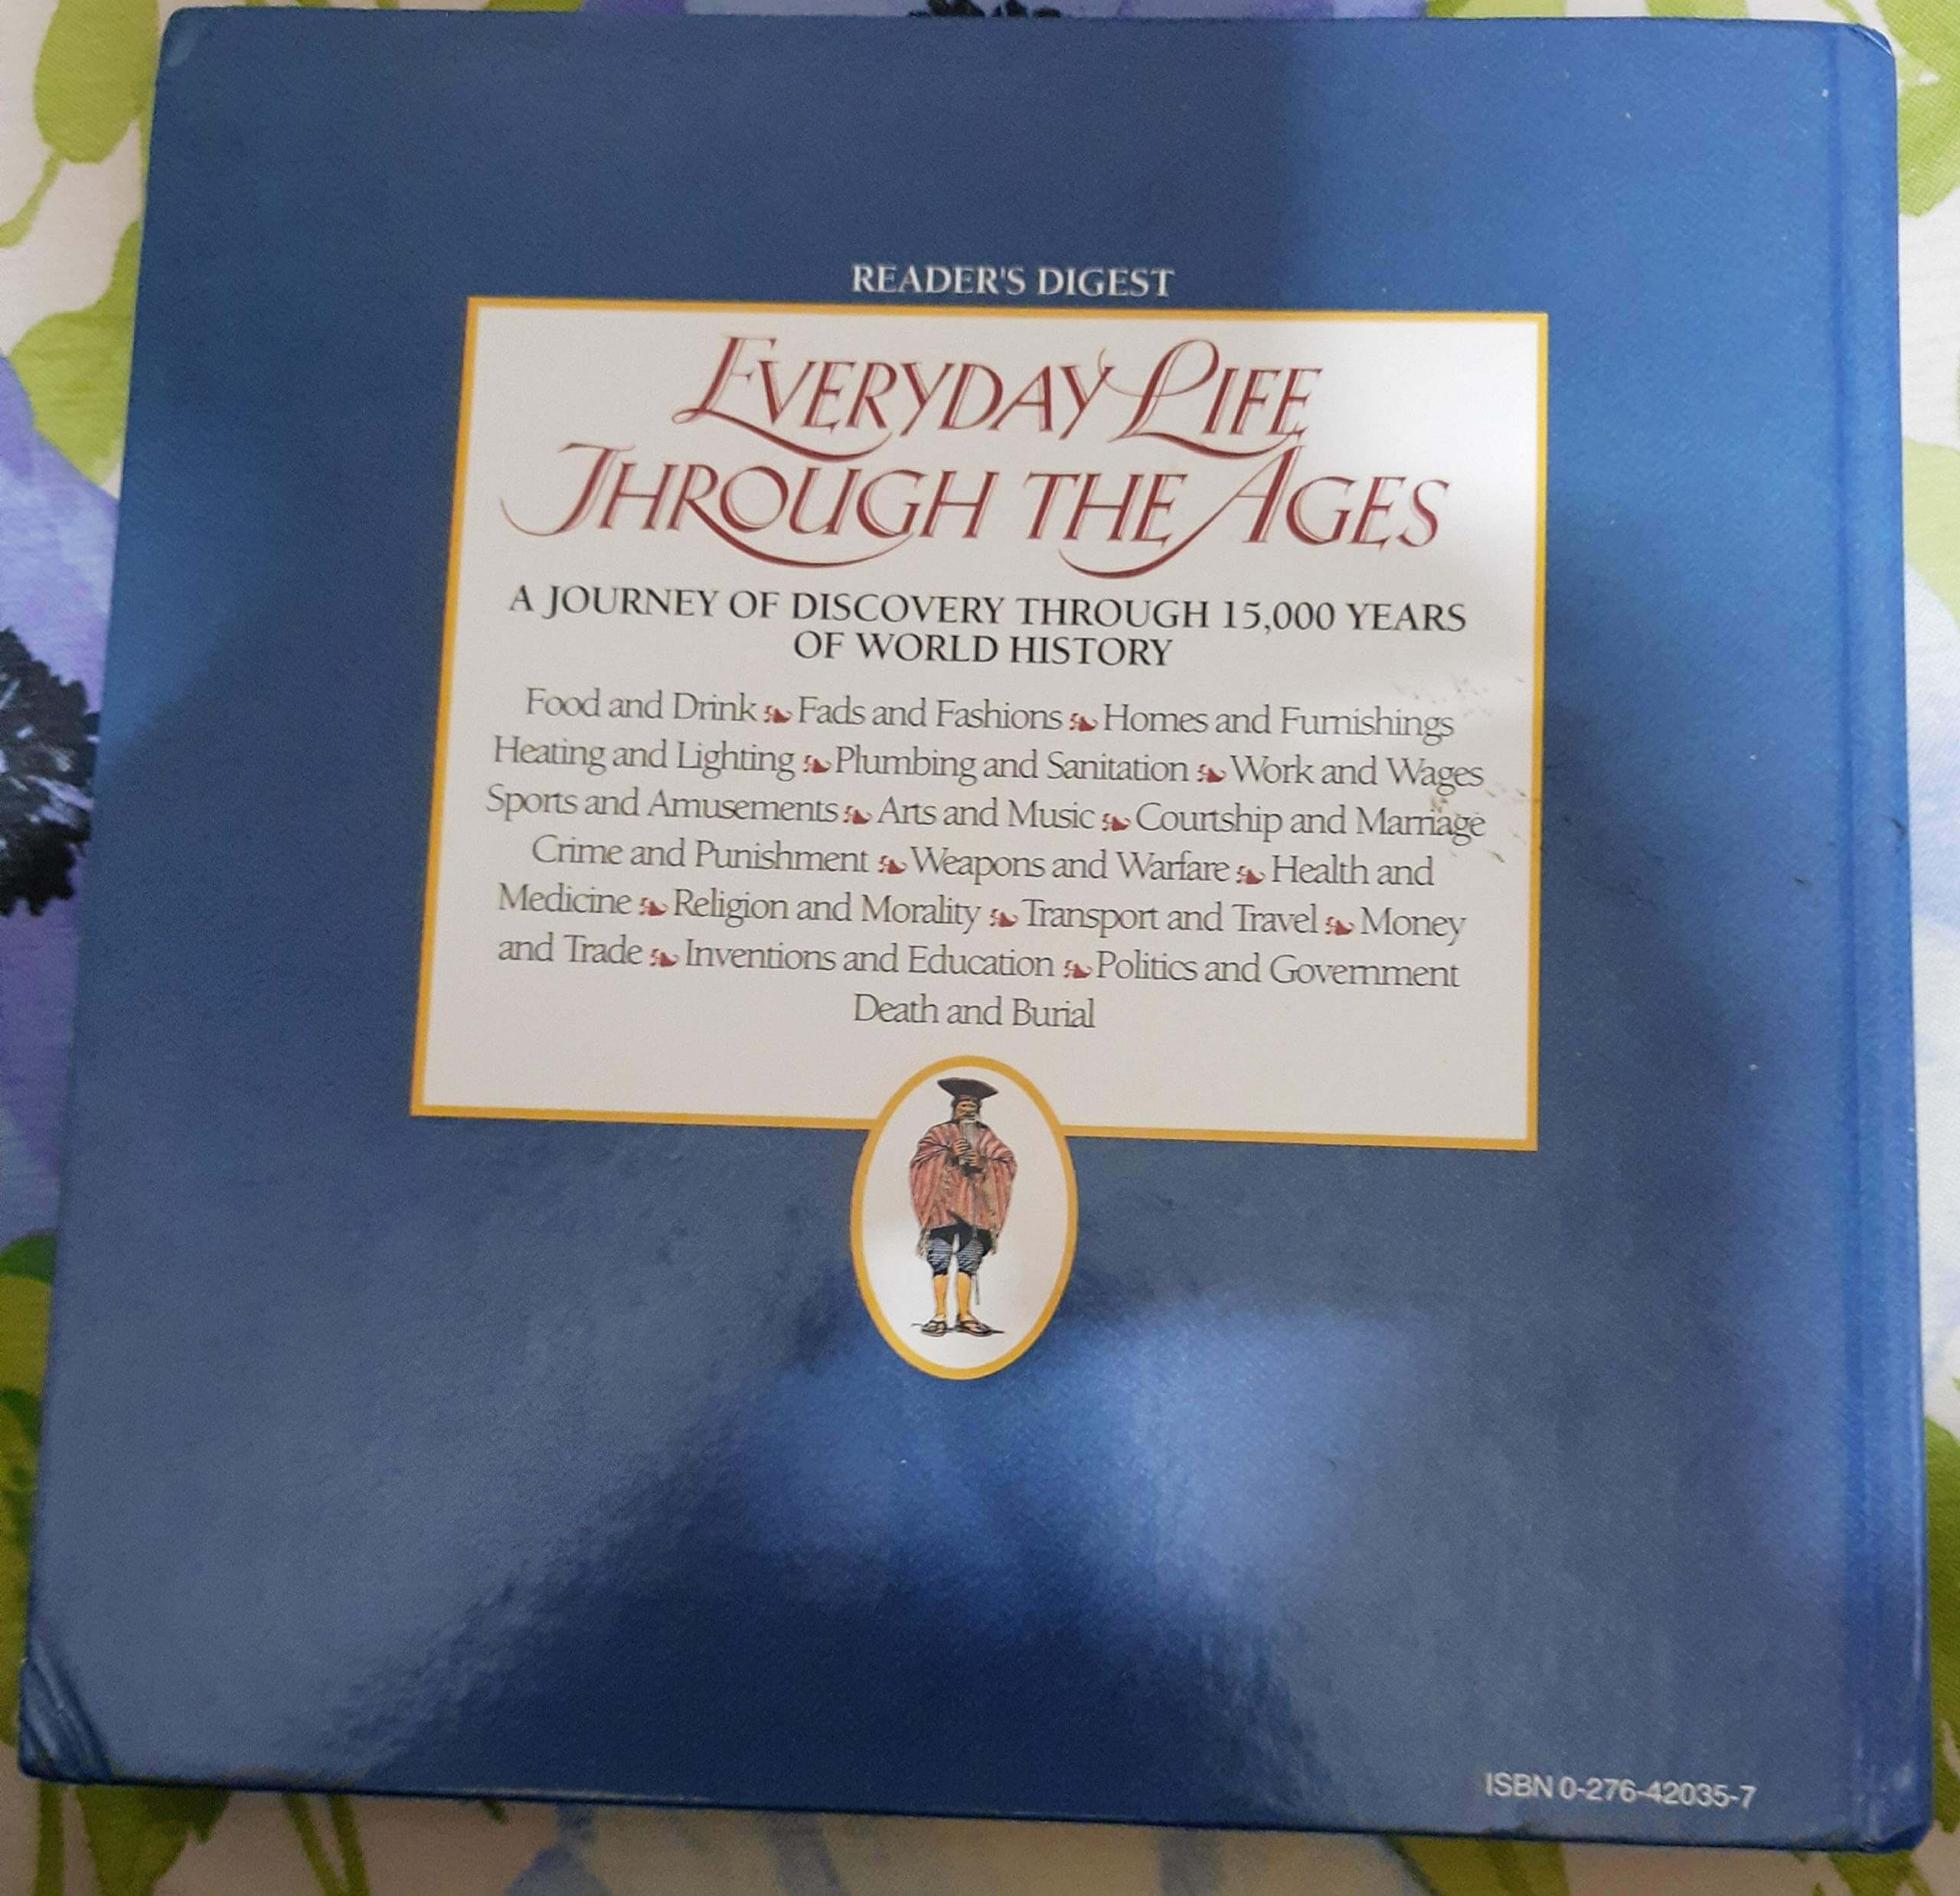 READER'S DIGEST
EVERYDAY LIFE
THROUGH THE AGES
A JOURNEY OF DISCOVERY THROUGH 15,000 YEARS
OF WORLD HISTORY
Food and Drink Fads and Fashions Homes and Furnishings
Heating and Lighting Plumbing and Sanitation Work and Wages
Sports and Amusements Arts and Music Courtship and Marriage
Crime and Punishment Weapons and Warfare Health and
Medicine Religion and Morality Transport and Travel Money
and Trade Inventions and Education Politics and Government
Death and Burial
ISBN 0-276-42035-7